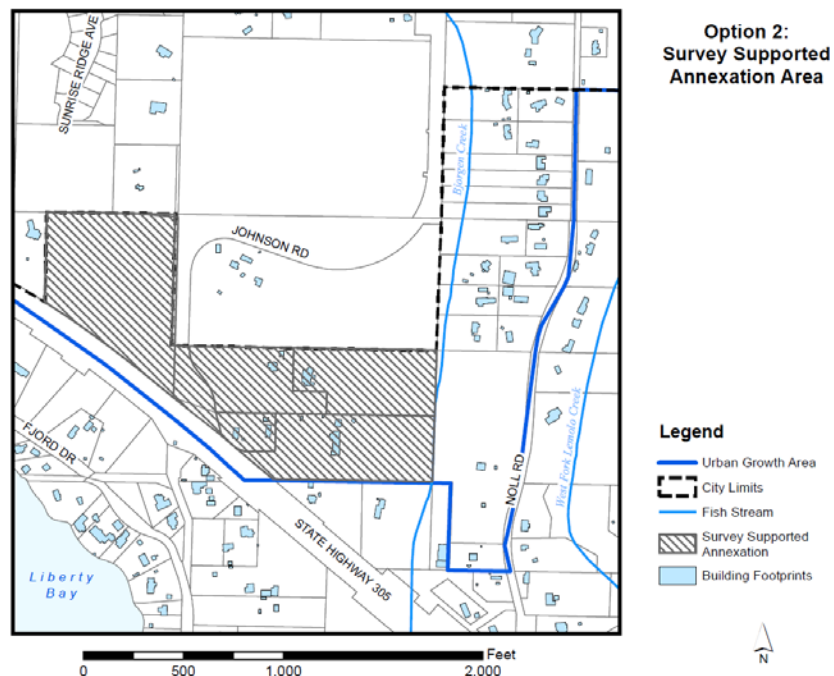 Option 2:
Survey Supported
Annexation Area
SUNRISE RIDGE AVE
Bjorgen Creek
JOHNSON RD
FJORD DR
NOLL RD
West Fork Lemolo Creek
STATE HIGHWAY 305
Liberty
Bay
Legend
Urban Growth Area
City Limits
Fish Stream
Survey Supported
Annexation
Building Footprints
N
Feet
0 500 1.000 2.000